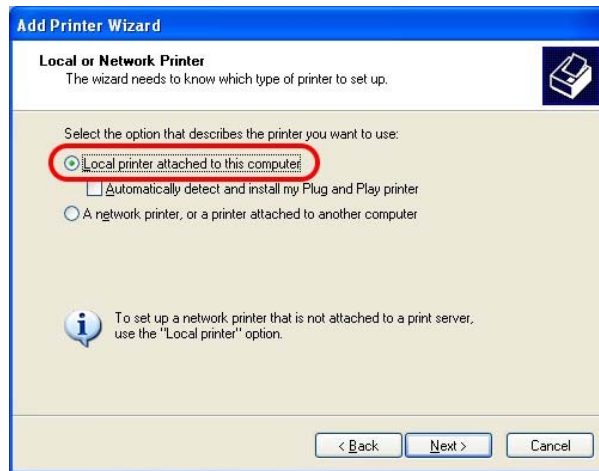 Add Printer Wizard
Local or Network Printer
The wizard needs to know which type of printer to set up.
Select the option that describes the printer you want to use:
Local printer attached to this computer
Automatically detect and install my Plug and Play printer
A network printer, or a printer attached to another computer
To set up a network printer that is not attached to a print server,
use the "Local printer" option.
< Back Next > Cancel